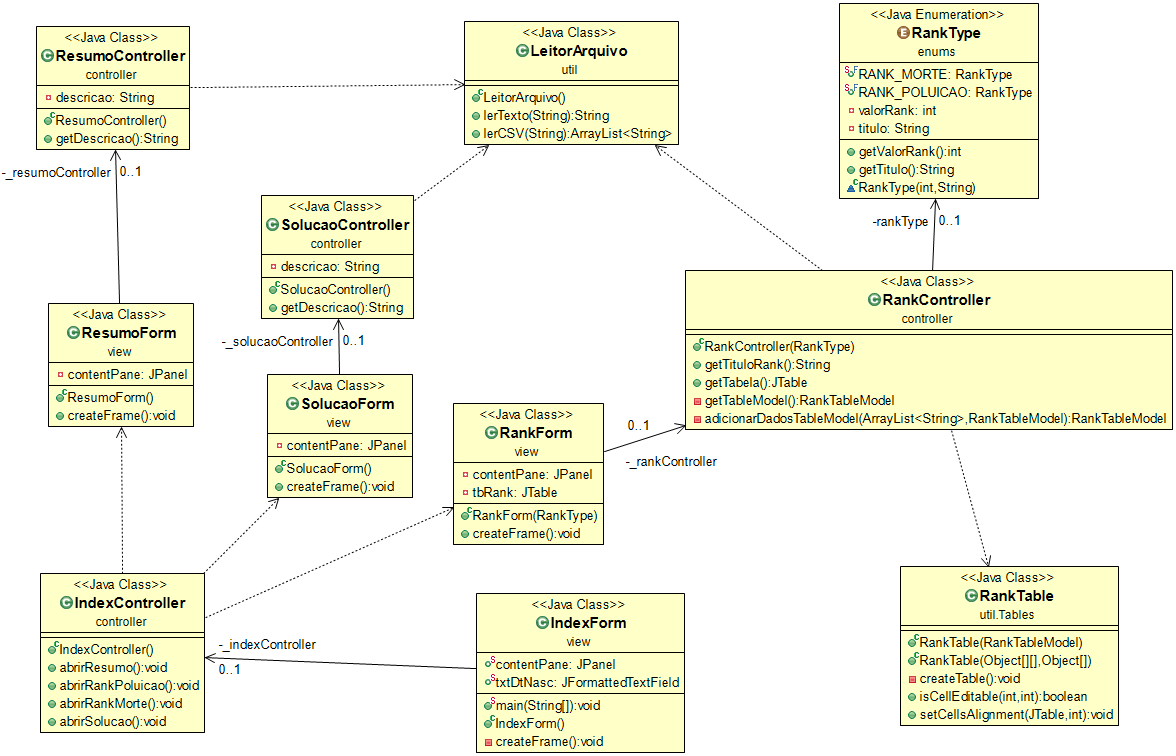 <<Java Class>>
ResumoController
controller
descricao: String
ResumoController()
getDescricao():String
<<Java Class>>
LeitorArquivo
util
LeitorArquivo()
lerTexto(String):String
lerCSV(String):ArrayList<String>
<<Java Enumeration>>
RankType
enums
RANK_MORTE: RankType
RANK_POLUICAO: RankType
valorRank: int
titulo: String
getValorRank():int
getTitulo():String
RankType(int,String)
-_resumoController
0..1
<<Java Class>>
SolucaoController
controller
descricao: String
SolucaoController()
getDescricao():String
-rankType
0..1
<<Java Class>>
RankController
controller
RankController(RankType)
getTituloRank():String
getTabela():JTable
getTableModel():RankTableModel
adicionarDadosTableModel(ArrayList<String>,RankTableModel):RankTableModel
<<Java Class>>
ResumoForm
view
contentPane: JPanel
ResumoForm()
createFrame():void
-_solucaoController
0..1
<<Java Class>>
SolucaoForm
view
contentPane: JPanel
SolucaoForm()
createFrame():void
<<Java Class>>
RankForm
view
contentPane: JPanel
tbRank: JTable
RankForm(RankType)
createFrame():void
0..1
-_rankController
<<Java Class>>
IndexController
controller
IndexController()
abrirResumo():void
abrirRankPoluicao():void
abrirRankMorte():void
abrirSolucao():void
-_indexController
0..1
<<Java Class>>
IndexForm
view
contentPane: JPanel
txtDtNasc: JFormattedTextField
main(String[]):void
IndexForm()
createFrame():void
<<Java Class>>
RankTable
util.Tables
RankTable(RankTableModel)
RankTable(Object[][],Object[])
createTable():void
isCellEditable(int,int):boolean
setCellsAlignment(JTable,int):void